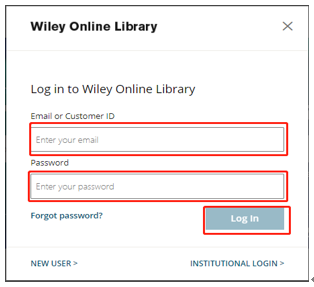 Wiley Online Library
Log in to Wiley Online Library
Email or Customer ID
Enter your email
Password
Enter your password
Forgot password?
Log In
NEW USER >
INSTITUTIONAL LOGIN >